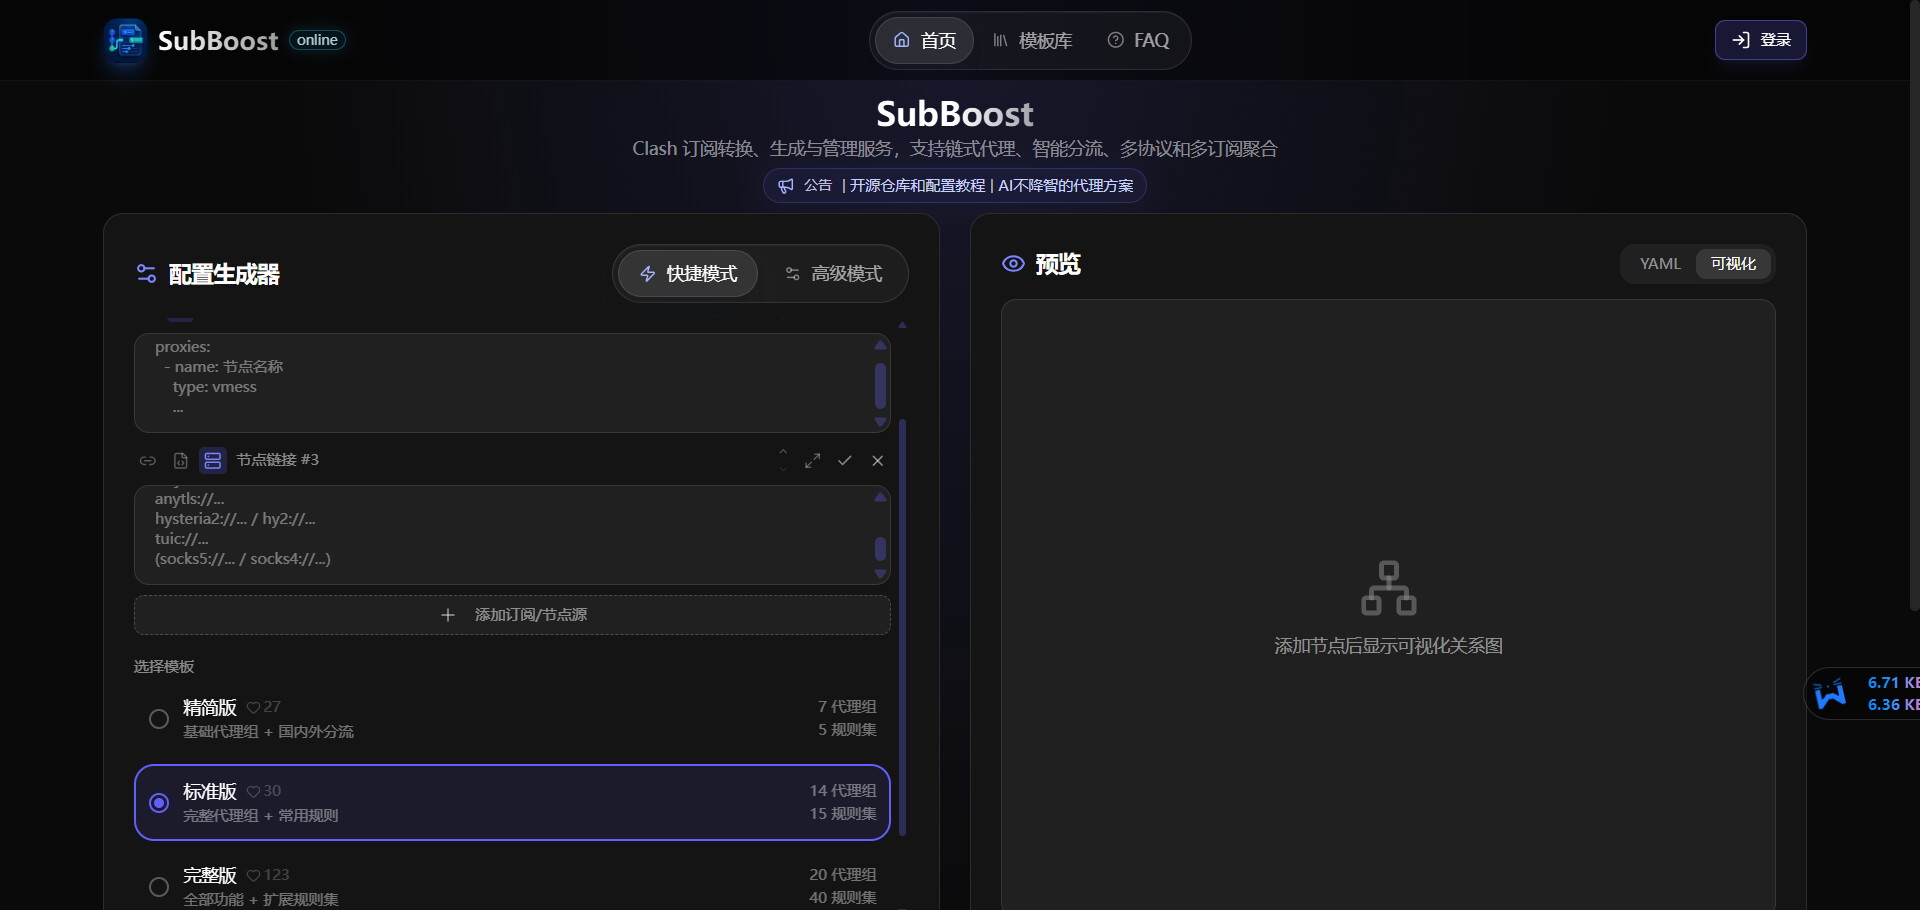 SubBoost online
首页 模板库 FAQ
登录
SubBoost
Clash 订阅转换、生成与管理服务，支持链式代理、智能分流、多协议和多订阅聚合
公告 | 开源仓库和配置教程 | AI不降智的代理方案
配置生成器
快捷模式 高级模式
proxies:
- name: 节点名称
type: vmess
...
节点链接 #3
anytls://...
hysteria2://... / hy2://...
tuic://...
(socks5://... / socks4://...)
添加订阅/节点源
选择模板
精简版 27
7 代理组
基础代理组 + 国内外分流
5 规则集
标准版 30
14 代理组
完整代理组 + 常用规则
15 规则集
完整版 123
20 代理组
全部功能 + 扩展规则集
40 规则集
预览
YAML 可视化
添加节点后显示可视化关系图
6.71
6.36